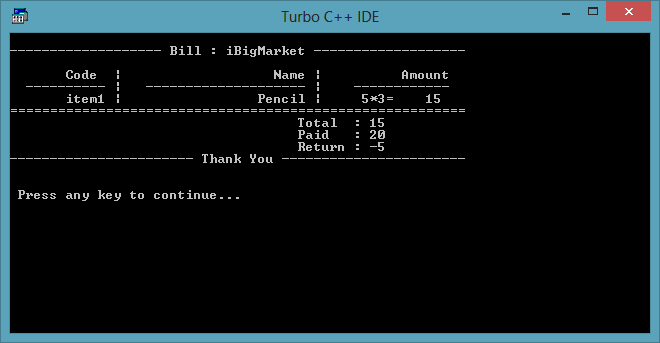 Turbo C++ IDE
------------------- Bill : iBigMarket -------------------
Code ¦ Name ¦ Amount
---------- ¦ -------------------- ¦ ------------
item1 ¦ Pencil ¦ 5*3= 15
=========================================================
Total : 15
Paid : 20
Return : -5
----------------------- Thank You -----------------------
Press any key to continue...